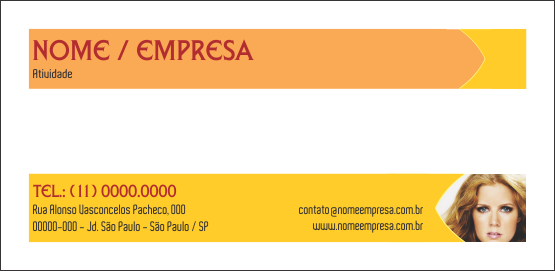 NOME / EMPRESA
Atividade
TEL.: (11) 0000.0000
Rua Alonso Vasconcelos Pacheco, 000
00000-000 - Jd. São Paulo - São Paulo / SP
contato@nomeempresa.com.br
www.nomeempresa.com.br